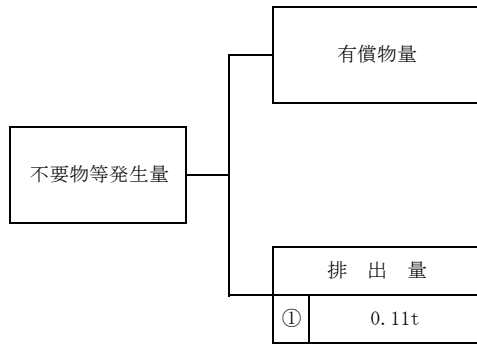 有償物量
不要物等発生量
排 出 量
① 0.11t